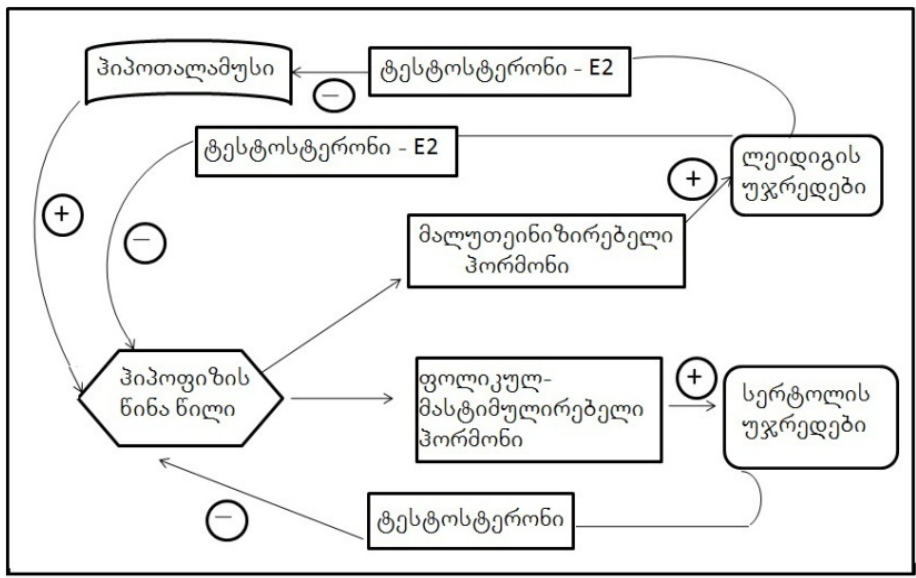 ჰიპოთალამუსი
ტესტოსტერონი - E2
−
ტესტოსტერონი - E2
ლეიდიგის
უჯრედები
+
+
−
მალუთეინიზირებელი
ჰორმონი
ჰიპოფიზის
წინა წილი
ფოლიკულ-
მასტიმულირებელი
ჰორმონი
+
სერტოლის
უჯრედები
−
ტესტოსტერონი